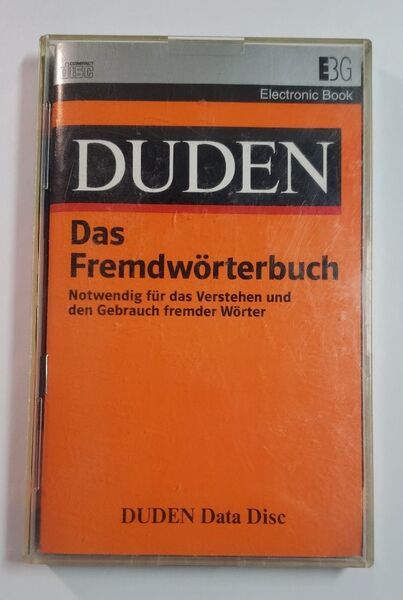 COMPACT
disc
EBG
Electronic Book
DUDEN
Das
Fremdwörterbuch
Notwendig für das Verstehen und
den Gebrauch fremder Wörter
DUDEN Data Disc